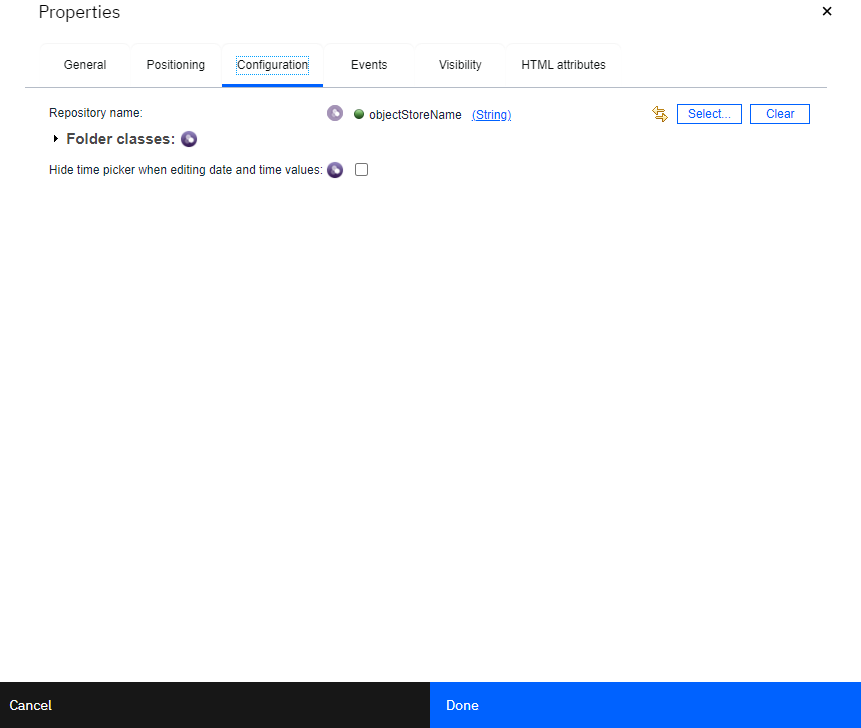 Properties
General Positioning Configuration Events Visibility HTML attributes
Repository name: objectStoreName (String) Select... Clear
Folder classes:
Hide time picker when editing date and time values:
Cancel Done